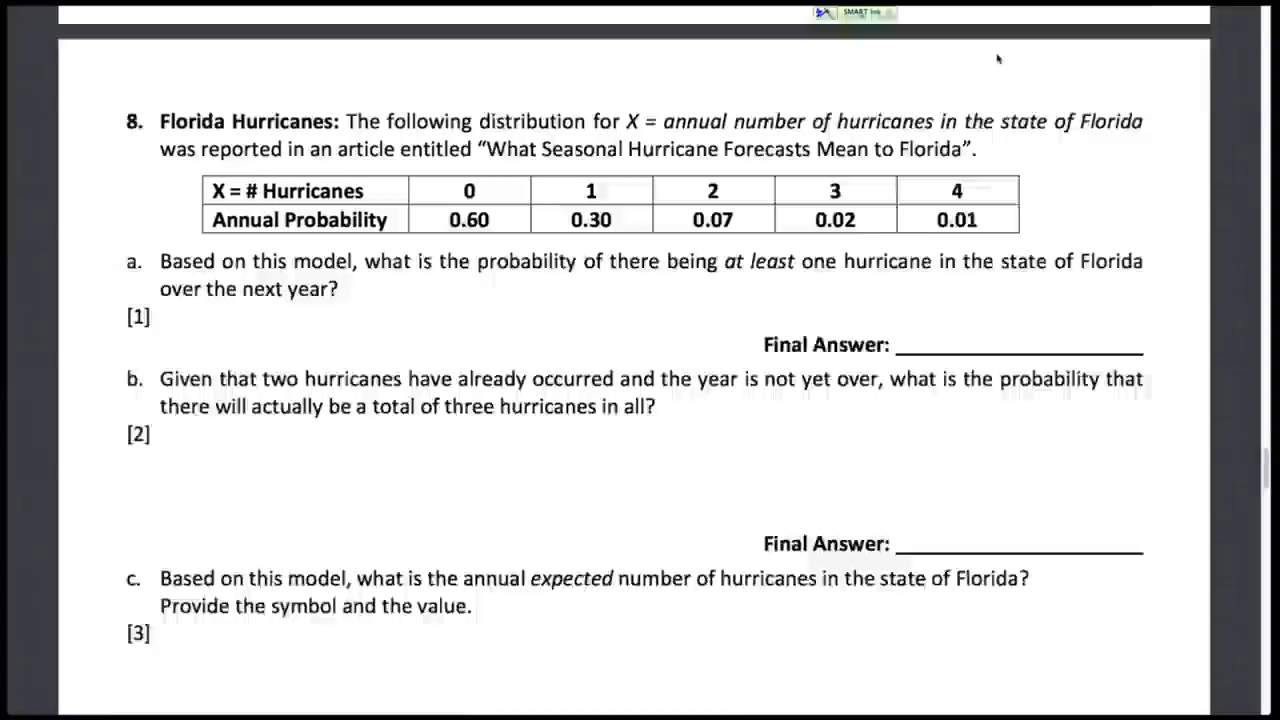 SMART Ink
8. Florida Hurricanes: The following distribution for X = annual number of hurricanes in the state of Florida
was reported in an article entitled “What Seasonal Hurricane Forecasts Mean to Florida”.
X = # Hurricanes 0 1 2 3 4
Annual Probability 0.60 0.30 0.07 0.02 0.01
a. Based on this model, what is the probability of there being at least one hurricane in the state of Florida
over the next year?
[1]
Final Answer:
b. Given that two hurricanes have already occurred and the year is not yet over, what is the probability that
there will actually be a total of three hurricanes in all?
[2]
Final Answer:
c. Based on this model, what is the annual expected number of hurricanes in the state of Florida?
Provide the symbol and the value.
[3]